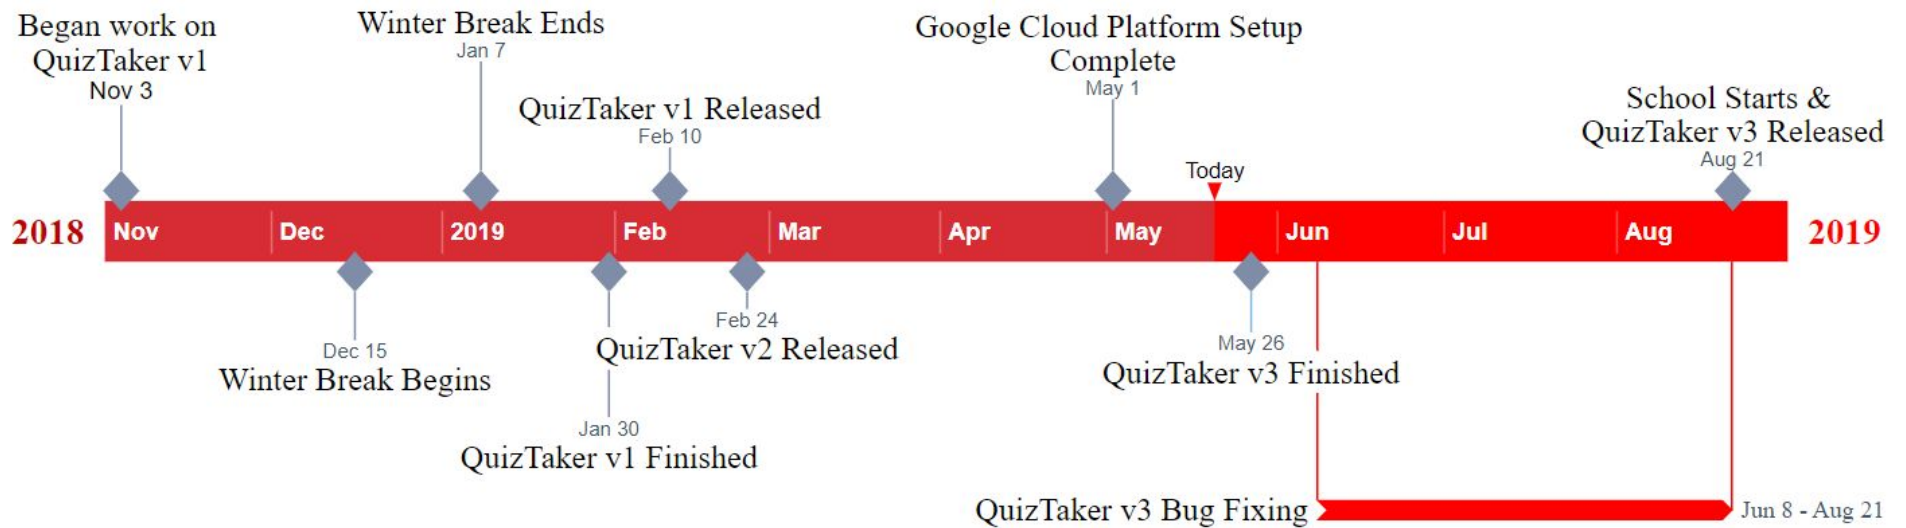 Began work on
QuizTaker v1
Nov 3
Winter Break Ends
Jan 7
QuizTaker v1 Released
Feb 10
Google Cloud Platform Setup
Complete
May 1
Today
School Starts &
QuizTaker v3 Released
Aug 21
2018 Nov Dec 2019 Feb Mar Apr May Jun Jul Aug 2019
Dec 15
Winter Break Begins
Jan 30
QuizTaker v1 Finished
Feb 24
QuizTaker v2 Released
May 26
QuizTaker v3 Finished
QuizTaker v3 Bug Fixing Jun 8 - Aug 21